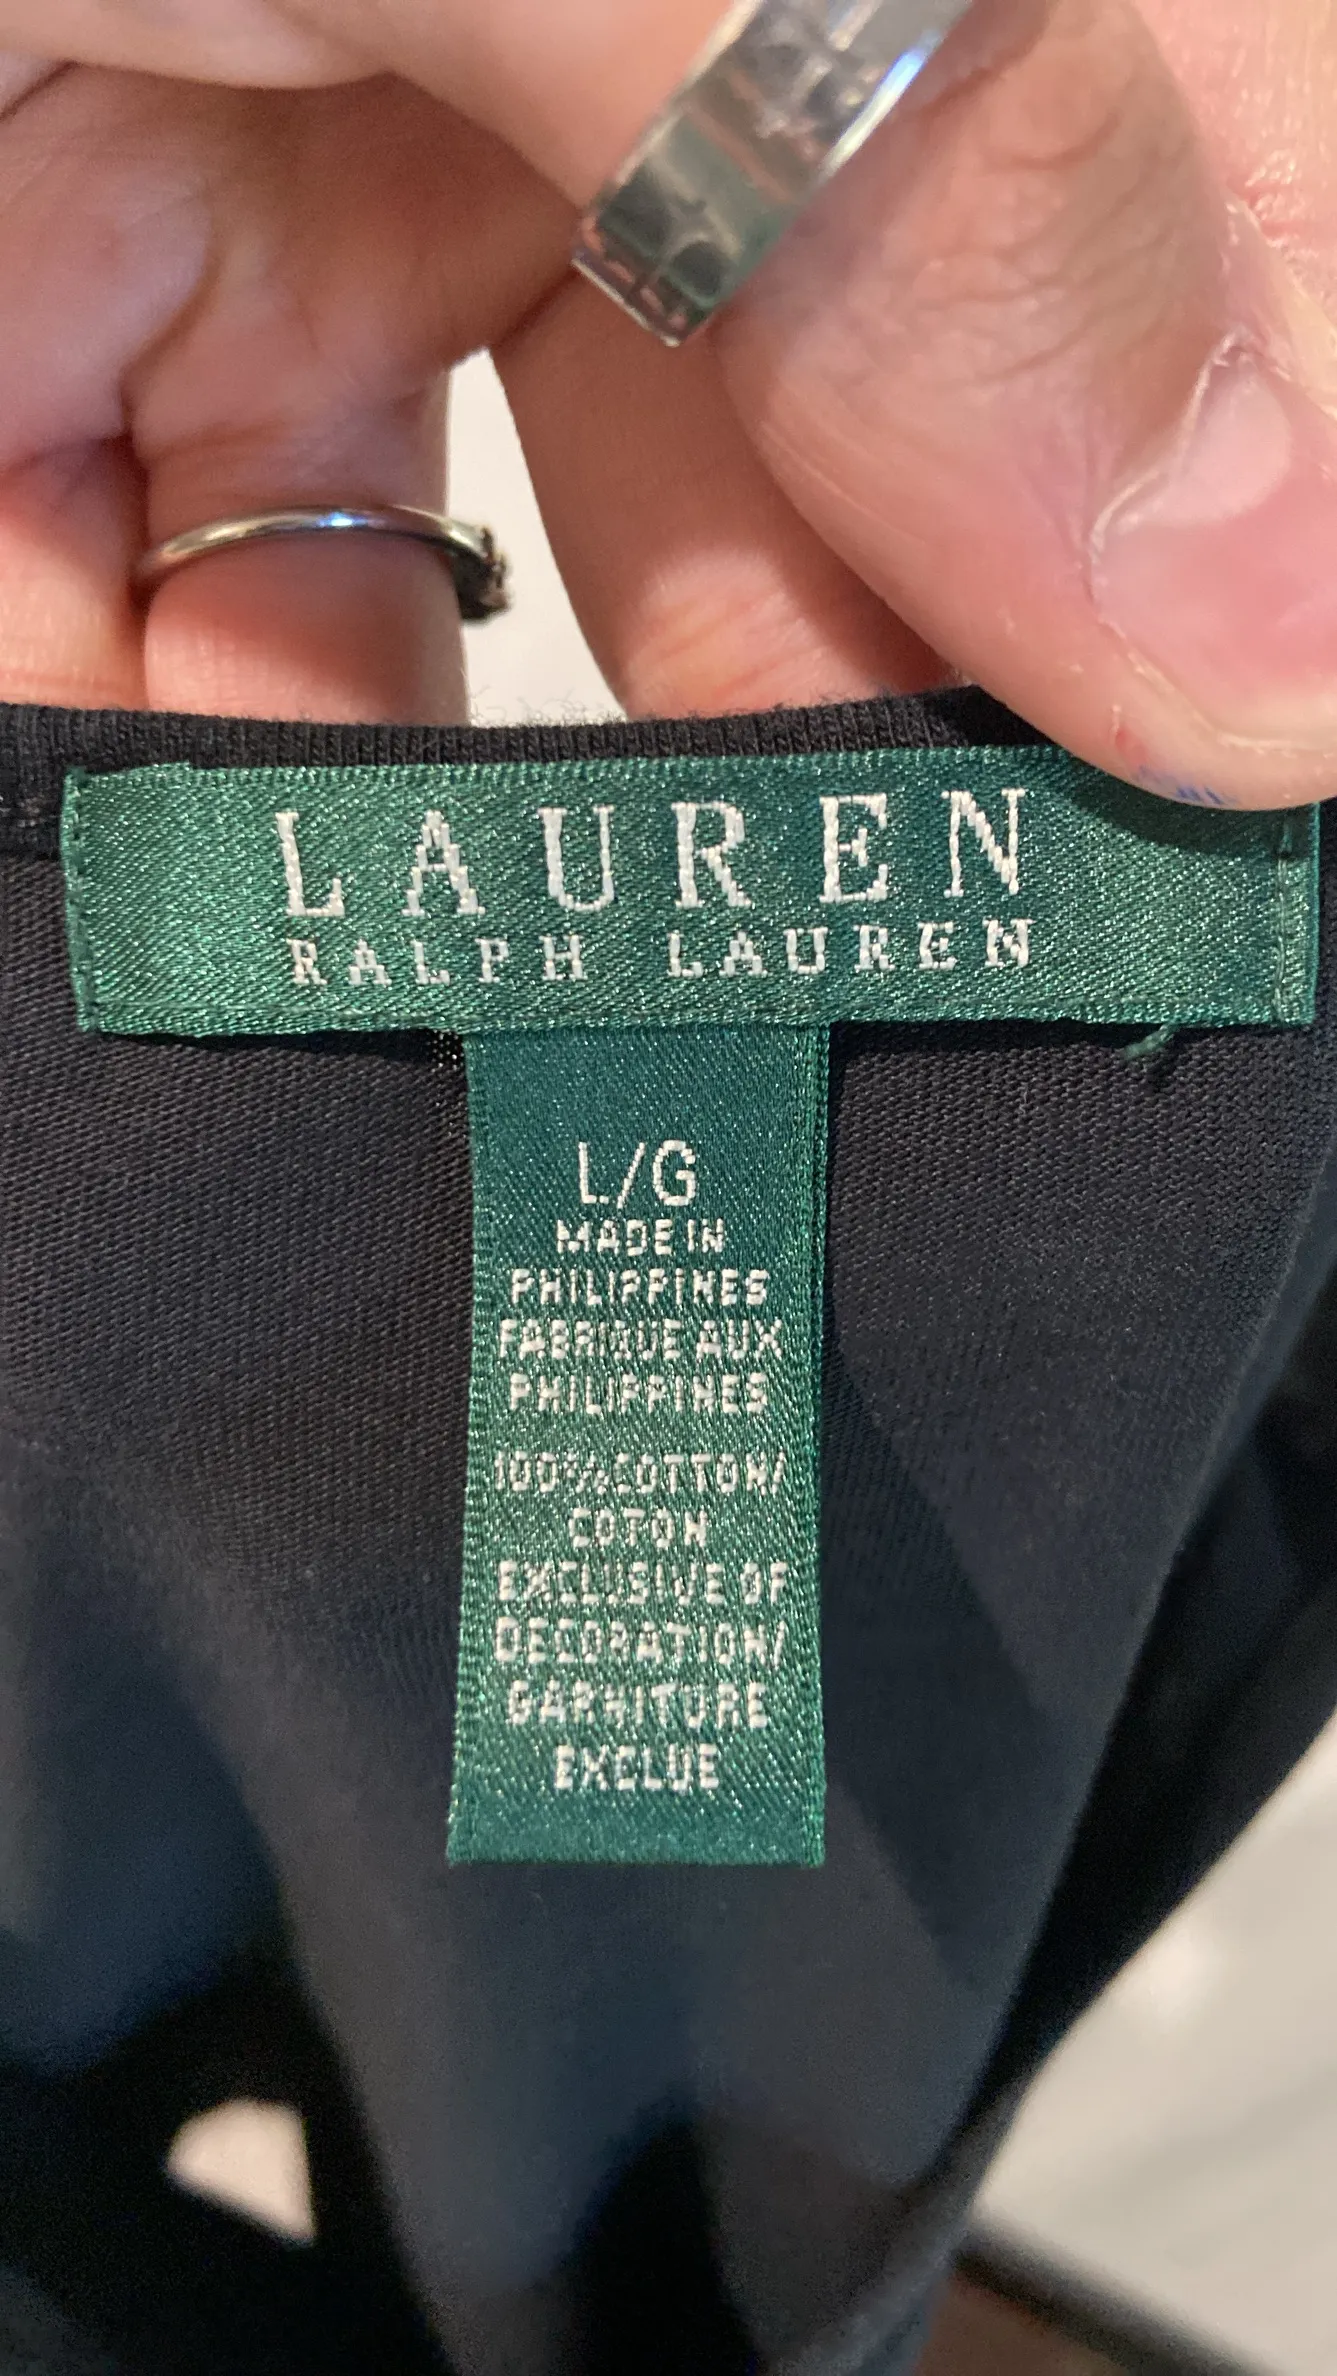 LAUREN
RALPH LAUREN
L/G
MADE IN
PHILIPPINES
FABRIQUE AUX
PHILIPPINES
100% COTTON/
COTON
EXCLUSIVE OF
DECORATION/
GARNITURE
EXCLUE